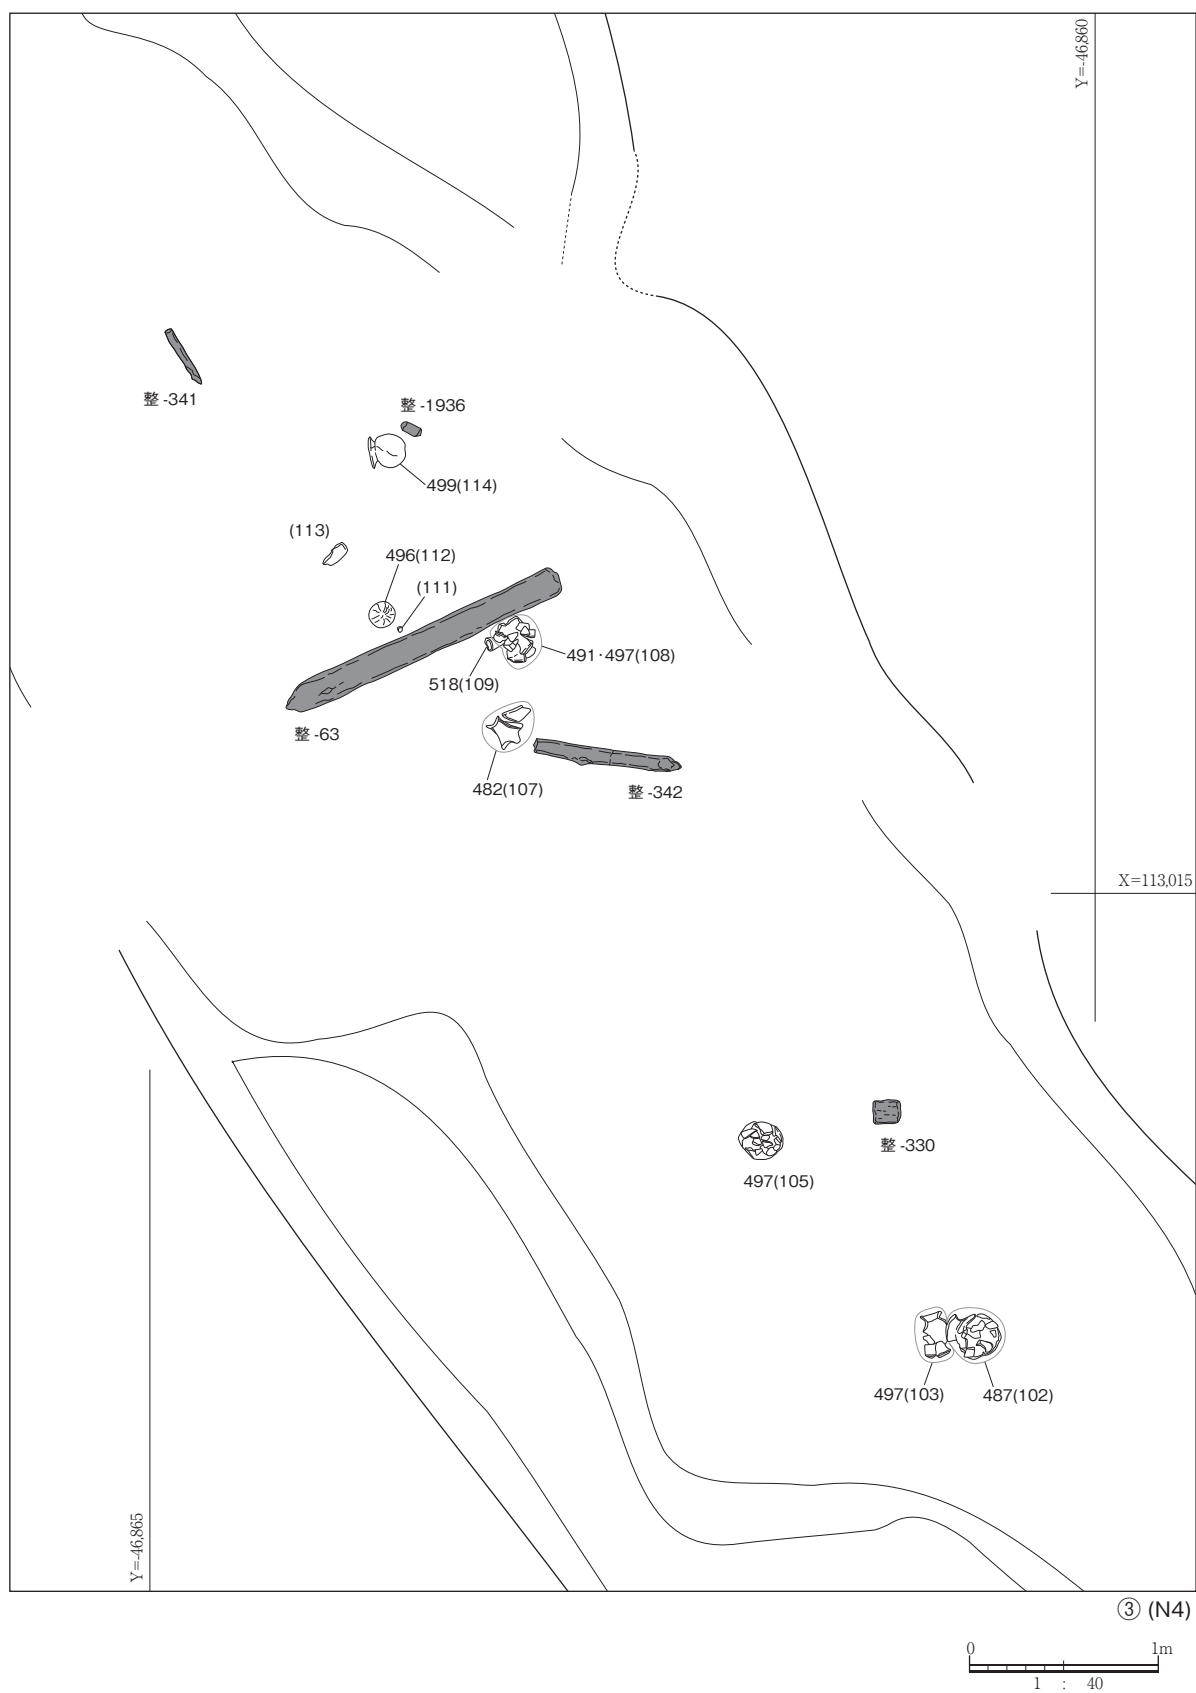 Y=-46,860
整 -341
整 -1936
499(114)
(113)
496(112)
(111)
491·497(108)
518(109)
整 -63
482(107)
整 -342
X=113,015
整 -330
497(105)
497(103)
487(102)
Y=-46,865
③ (N4)
0 1m
1 : 40